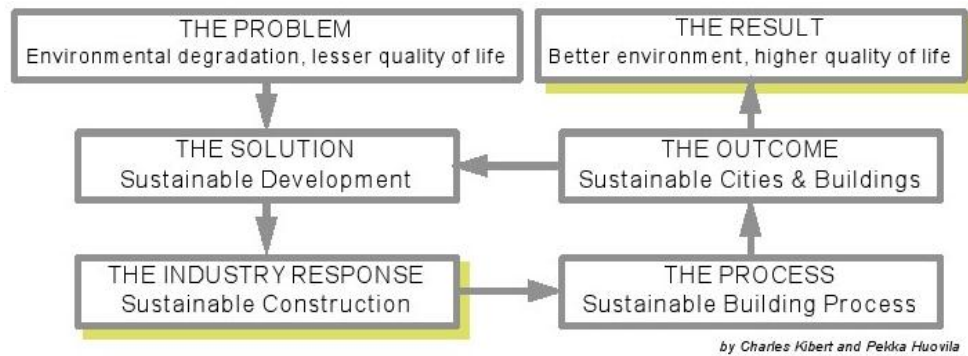 THE PROBLEM
Environmental degradation, lesser quality of life
THE RESULT
Better environment, higher quality of life
THE SOLUTION
Sustainable Development
THE OUTCOME
Sustainable Cities & Buildings
THE INDUSTRY RESPONSE
Sustainable Construction
THE PROCESS
Sustainable Building Process
by Charles Kibert and Pekka Huovila